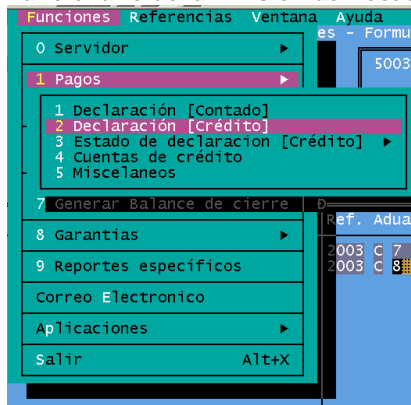 Funciones Referencias Ventana Ayuda
es - Formu
0 Servidor
5003
1 Pagos
1 Declaración [Contado]
2 Declaración [Crédito]
3 Estado de declaracion [Crédito]
4 Cuentas de crédito
5 Miscelaneos
7 Generar Balance de cierre
Ref. Adua
8 Garantias
2003 C 7
9 Reportes específicos
2003 C 8
Correo Electronico
Aplicaciones
Salir Alt+X